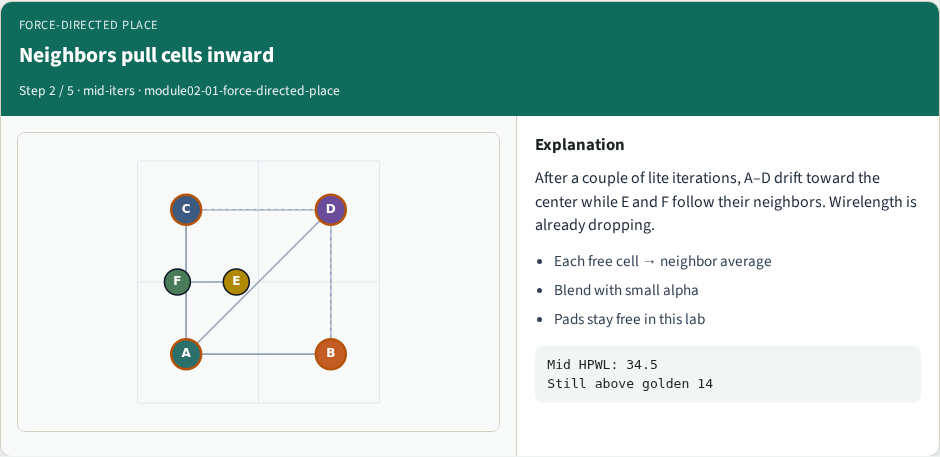 FORCE-DIRECTED PLACE
Neighbors pull cells inward
Step 2 / 5 · mid-iters · module02-01-force-directed-place
C
D
F
E
A
B
Explanation
After a couple of lite iterations, A–D drift toward the
center while E and F follow their neighbors. Wirelength is
already dropping.
• Each free cell → neighbor average
• Blend with small alpha
• Pads stay free in this lab
Mid HPWL: 34.5
Still above golden 14